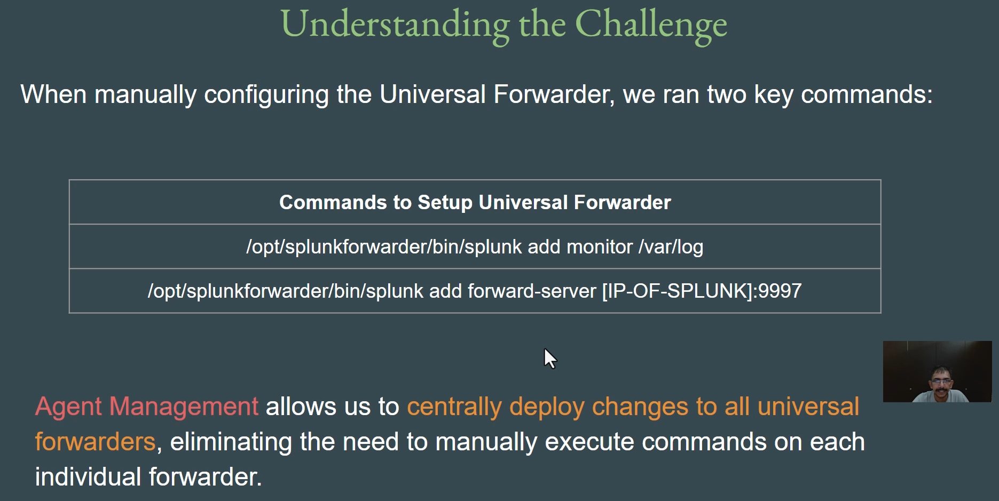 Understanding the Challenge
When manually configuring the Universal Forwarder, we ran two key commands:
Commands to Setup Universal Forwarder
/opt/splunkforwarder/bin/splunk add monitor /var/log
/opt/splunkforwarder/bin/splunk add forward-server [IP-OF-SPLUNK]:9997
Agent Management allows us to centrally deploy changes to all universal
forwarders, eliminating the need to manually execute commands on each
individual forwarder.